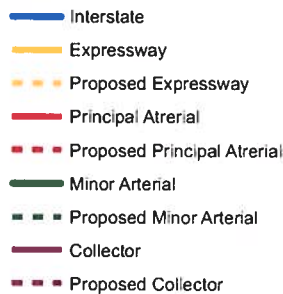 Interstate
Expressway
Proposed Expressway
Principal Atrerial
Proposed Principal Atrerial
Minor Arterial
Proposed Minor Arterial
Collector
Proposed Collector